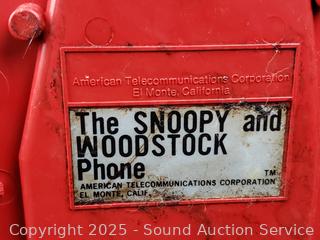 American Telecommunications Corporation
El Monte, California
The SNOOPY and
WOODSTOCK
Phone TM
AMERICAN TELECOMMUNICATIONS CORPORATION
EL MONTE, CALIF.
Copyright 2025 - Sound Auction Service